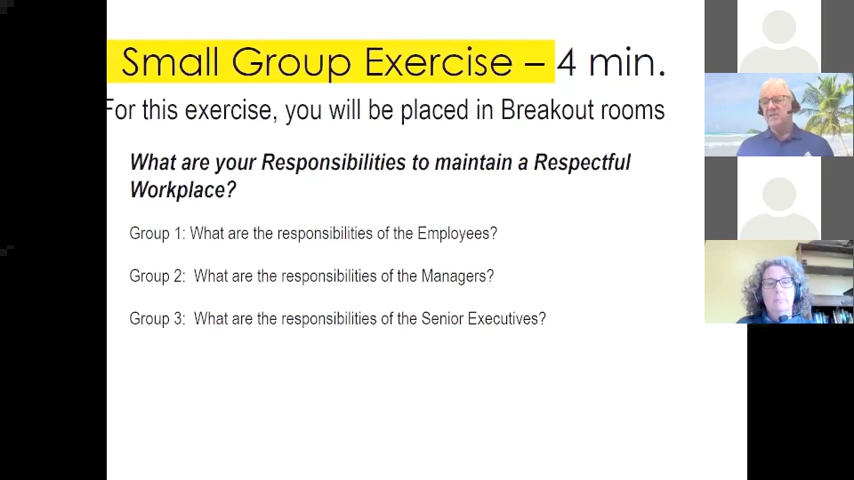 Small Group Exercise – 4 min.
For this exercise, you will be placed in Breakout rooms
What are your Responsibilities to maintain a Respectful
Workplace?
Group 1: What are the responsibilities of the Employees?
Group 2: What are the responsibilities of the Managers?
Group 3: What are the responsibilities of the Senior Executives?